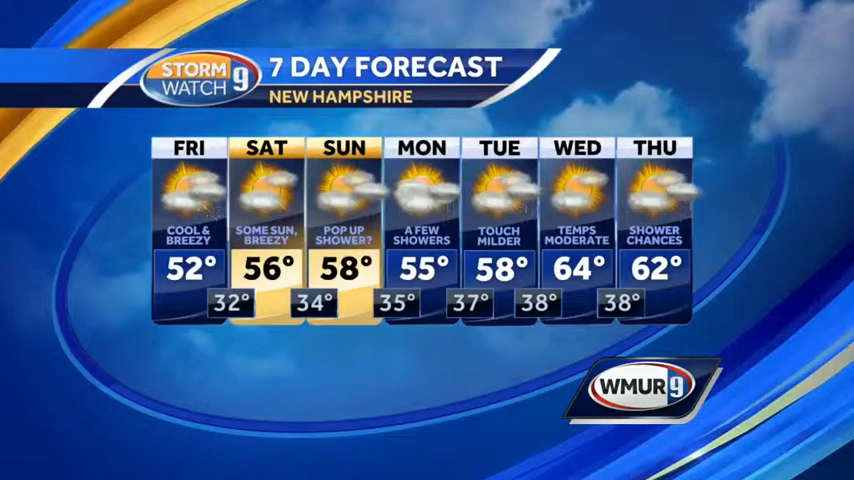 STORM
WATCH 9
7 DAY FORECAST
NEW HAMPSHIRE
FRI SAT SUN MON TUE WED THU
COOL & SOME SUN, POP UP A FEW TOUCH TEMPS SHOWER
BREEZY BREEZY SHOWER? SHOWERS MILDER MODERATE CHANCES
52° 56° 58° 55° 58° 64° 62°
32° 34° 35° 37° 38° 38°
WMUR 9